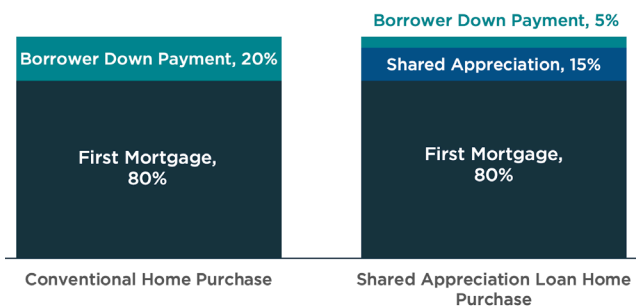 Borrower Down Payment, 5%
Borrower Down Payment, 20%
Shared Appreciation, 15%
First Mortgage,
80%
First Mortgage,
80%
Conventional Home Purchase
Shared Appreciation Loan Home
Purchase